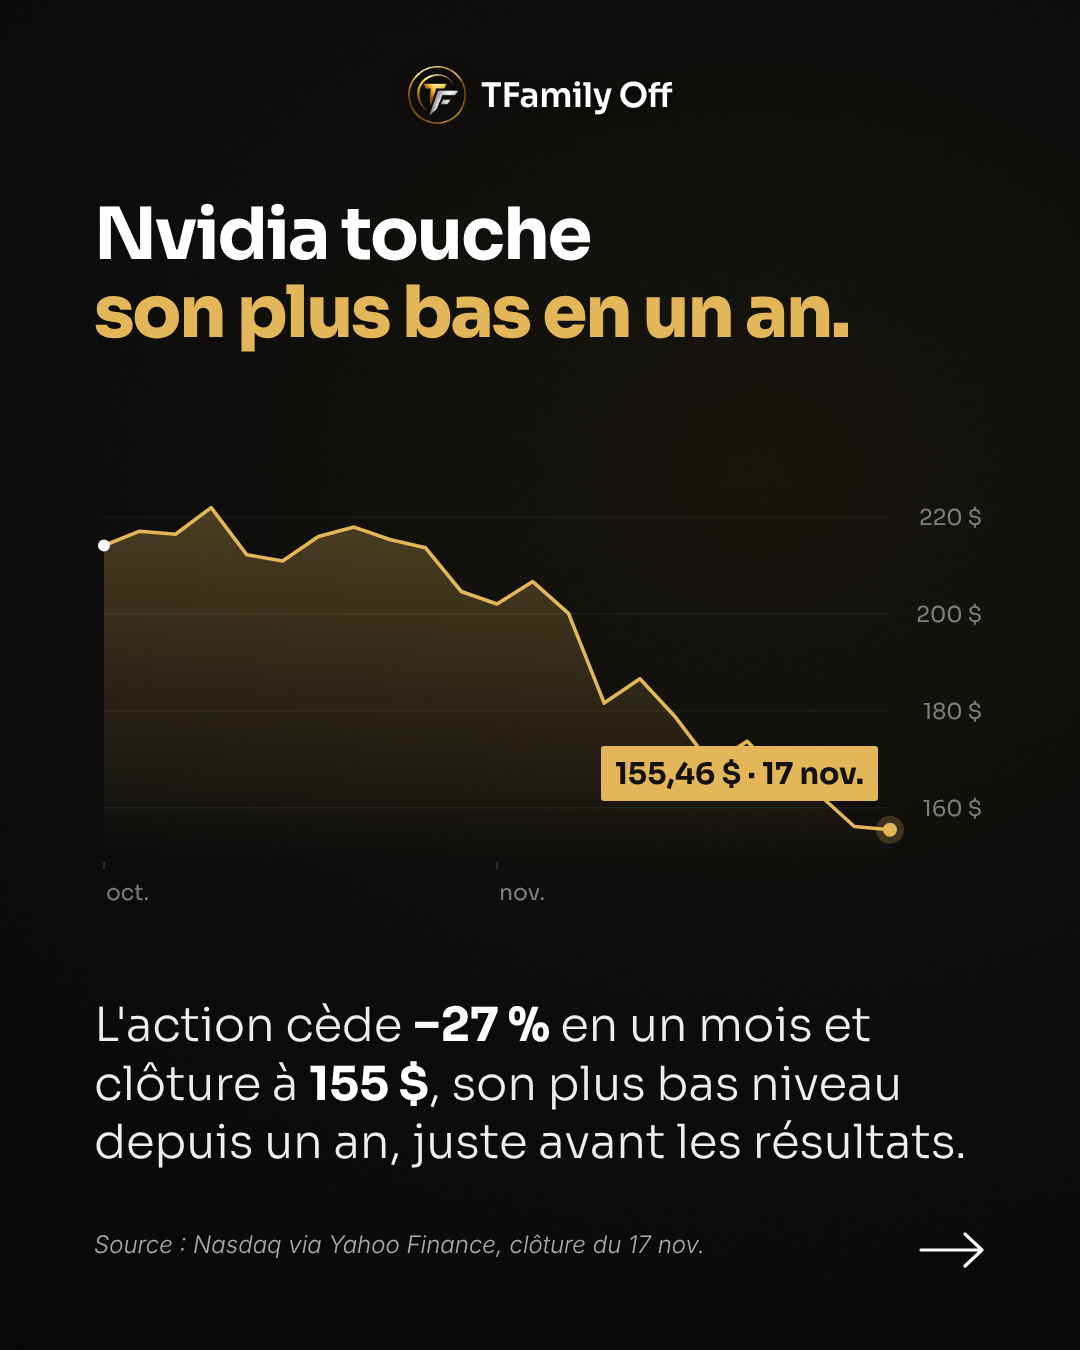 TF
TFamily Off
Nvidia touche
son plus bas en un an.
220 $
200 $
180 $
155,46 $ · 17 nov.
160 $
oct.
nov.
L'action cède –27 % en un mois et
clôture à 155 $, son plus bas niveau
depuis un an, juste avant les résultats.
Source : Nasdaq via Yahoo Finance, clôture du 17 nov.